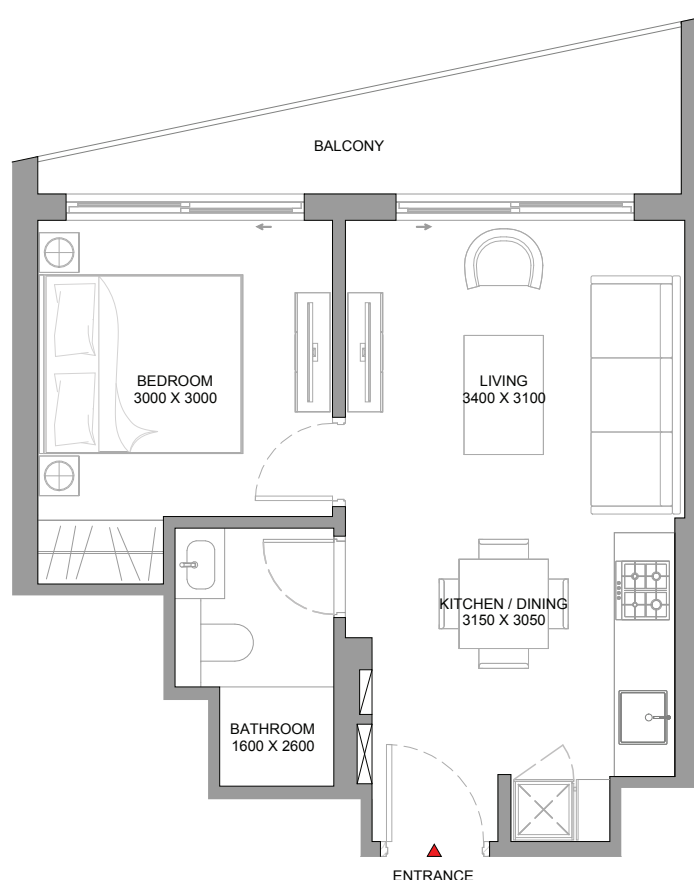 BALCONY
BEDROOM
3000 X 3000
LIVING
3400 X 3100
KITCHEN / DINING
3150 X 3050
BATHROOM
1600 X 2600
ENTRANCE